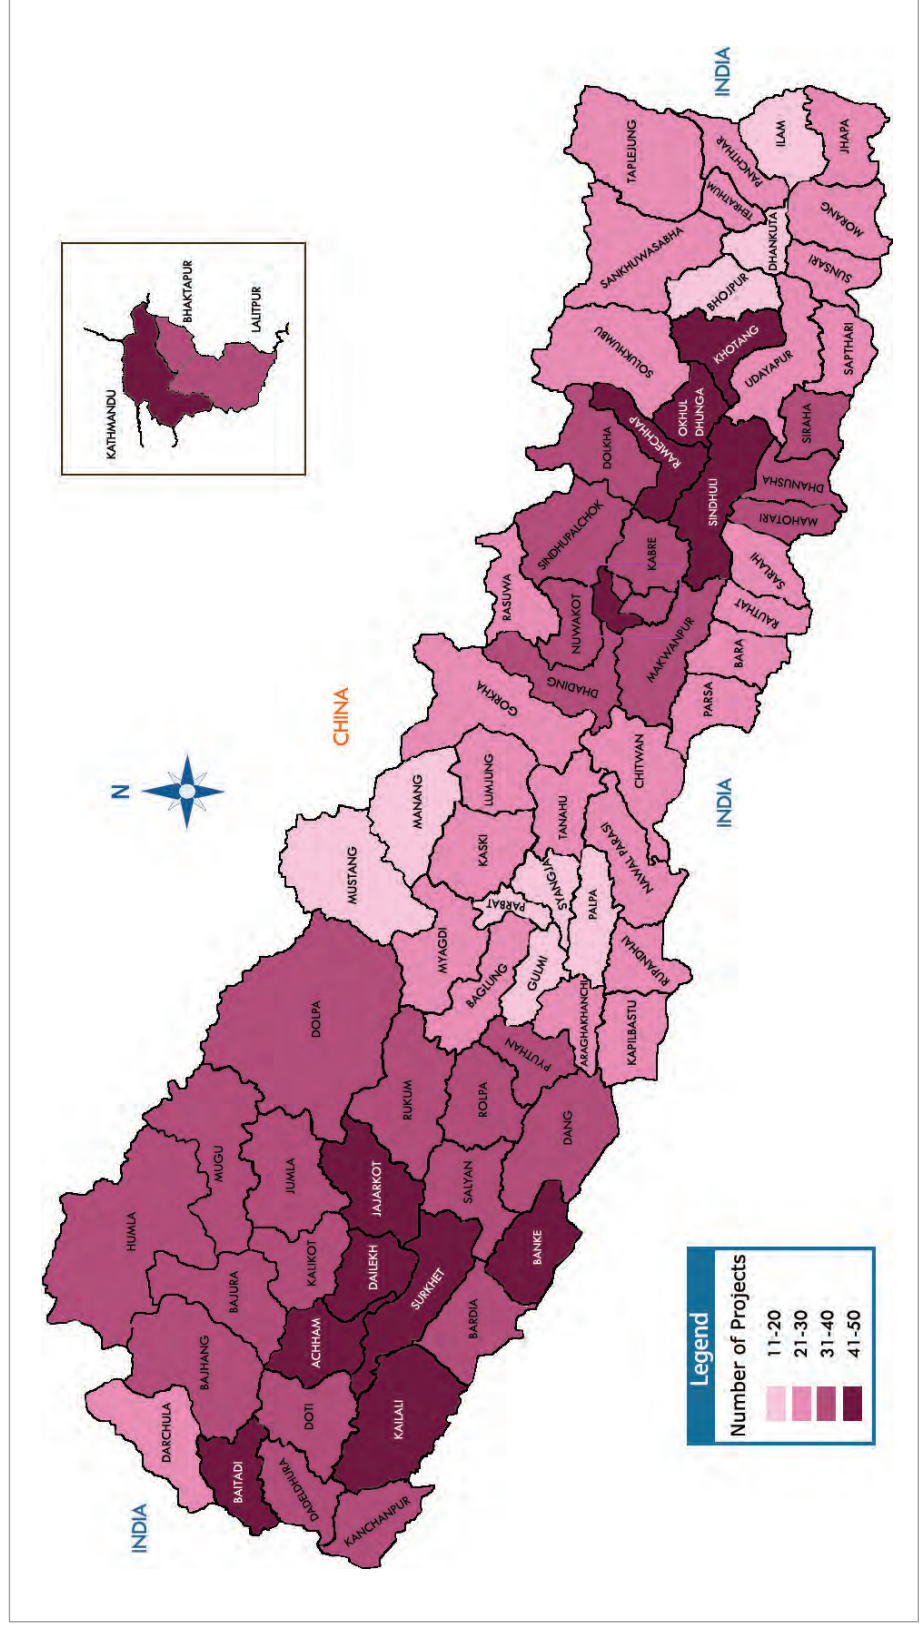 N
CHINA
INDIA
INDIA
INDIA
HUMLA
DARCHULA
BAJHANG
BAJURA
MUGU
BAITADI
DADELDHURA
DOTI
ACHHAM
KALIKOT
JUMLA
DOLPA
KANCHANPUR
KAILALI
DAILEKH
JAJARKOT
SURKHET
BARDIA
BANKE
SALYAN
RUKUM
ROLPA
DANG
PYUTHAN
MUSTANG
MANANG
MYAGDI
BAGLUNG
GULMI
ARAGHAKHANCHI
KAPILBASTU
RUPANDHAI
PALPA
PARBAT
SYANGJA
KASKI
LUMJUNG
TANAHU
NAWAL PARASI
GORKHA
CHITWAN
DHADING
RASUWA
NUWAKOT
MAKWANPUR
PARSA
BARA
RAUTHAT
SARLAHI
SINDHUPALCHOK
KABRE
DOLKHA
RAMECHHAP
SINDHULI
MAHOTARI
DHANUSHA
SIRAHA
OKHUL
DHUNGA
SOLUKHUMBU
KHOTANG
UDAYAPUR
SAPTHARI
SANKHUWASABHA
BHOJPUR
DHANKUTA
SUNSARI
MORANG
TEHRATHUM
TAPLEJUNG
PANCHTHAR
ILAM
JHAPA
KATHMANDU
BHAKTAPUR
LALITPUR
Legend
Number of Projects
11-20
21-30
31-40
41-50